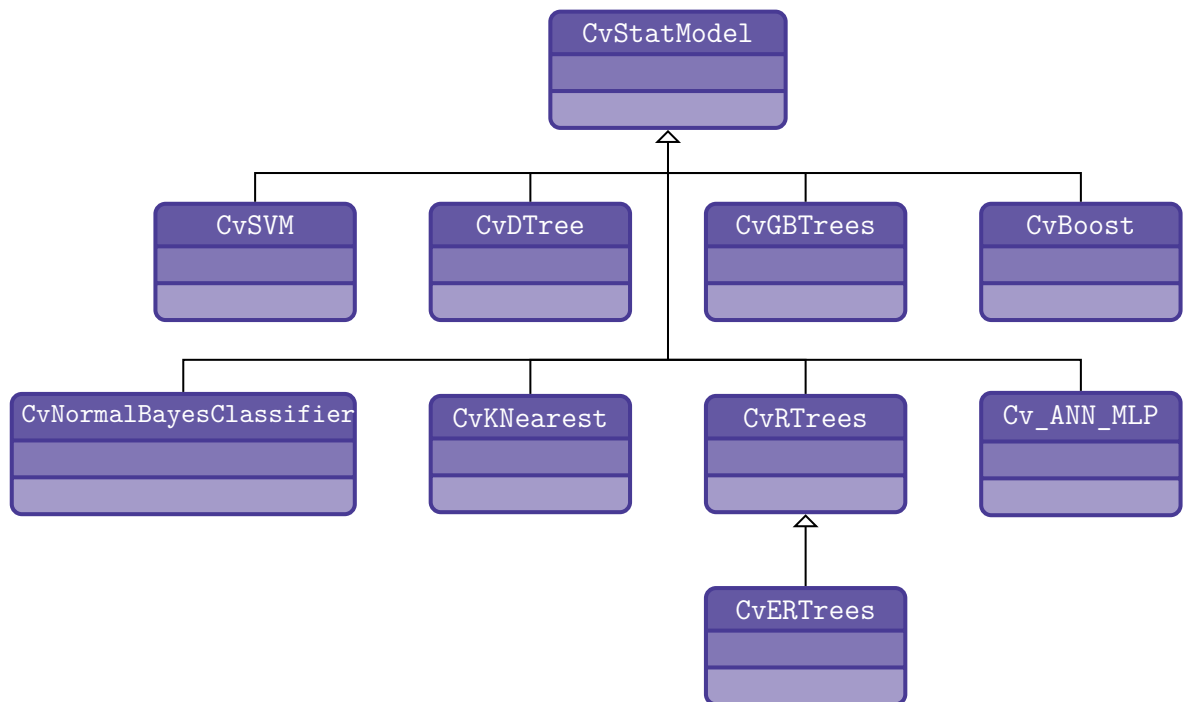 CvStatModel
CvSVM
CvDTree
CvGBTrees
CvBoost
CvNormalBayesClassifier
CvKNearest
CvRTrees
Cv_ANN_MLP
CvERTrees